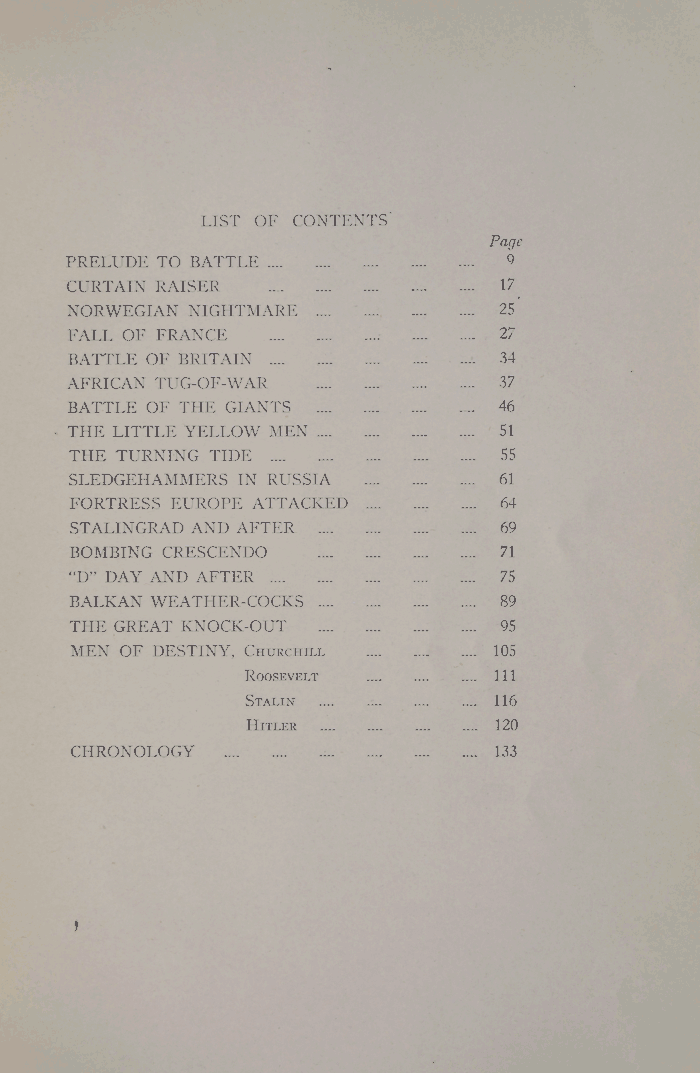 LIST OF CONTENTS
Page
PRELUDE TO BATTLE .... .... .... .... .... 9
CURTAIN RAISER .... .... .... .... .... 17
NORWEGIAN NIGHTMARE .... .... .... .... 25
FALL OF FRANCE .... .... .... .... .... 27
BATTLE OF BRITAIN .... .... .... .... .... 34
AFRICAN TUG-OF-WAR .... .... .... .... 37
BATTLE OF THE GIANTS .... .... .... .... 46
THE LITTLE YELLOW MEN .... .... .... .... 51
THE TURNING TIDE .... .... .... .... .... 55
SLEDGEHAMMERS IN RUSSIA .... .... .... 61
FORTRESS EUROPE ATTACKED .... .... .... 64
STALINGRAD AND AFTER .... .... .... .... 69
BOMBING CRESCENDO .... .... .... .... 71
"D" DAY AND AFTER .... .... .... .... .... 75
BALKAN WEATHER-COCKS .... .... .... .... 89
THE GREAT KNOCK-OUT .... .... .... .... 95
MEN OF DESTINY, CHURCHILL .... .... .... 105
ROOSEVELT .... .... .... 111
STALIN .... .... .... .... 116
HITLER .... .... .... .... 120
CHRONOLOGY .... .... .... .... .... .... 133